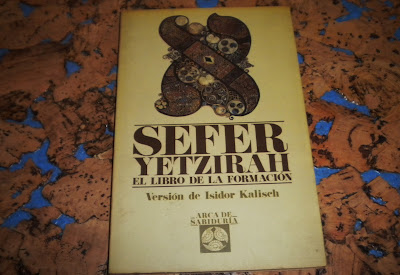 SEFER
YETZIRAH
EL LIBRO DE LA FORMACIÓN
Versión de Isidor Kalisch
ARCA DE
SABIDURÍA